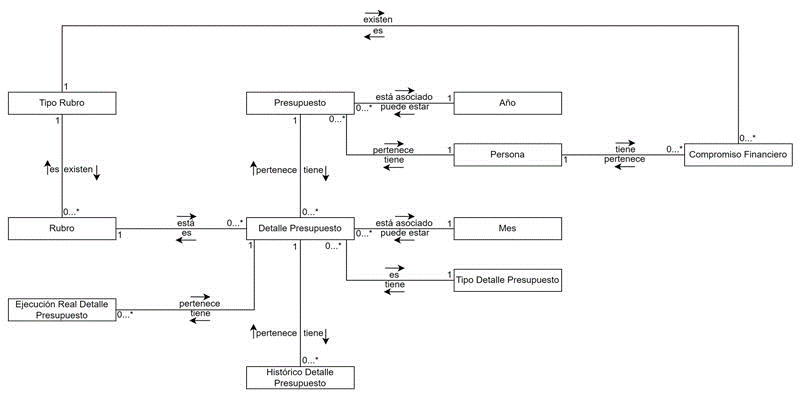 existen
es
1
0...*
Tipo Rubro
1
Presupuesto
1
0...*
0...*
está asociado
puede estar
1
Año
pertenece
tiene
1
Persona
1
tiene
pertenece
0...*
Compromiso Financiero
es existen
pertenece tiene
0...*
Rubro
1
está
es
0...*
0...*
Detalle Presupuesto
1
1
0...*
0...*
está asociado
puede estar
1
Mes
es
tiene
1
Tipo Detalle Presupuesto
Ejecución Real Detalle
Presupuesto
0...*
pertenece
tiene
pertenece tiene
0...*
Histórico Detalle
Presupuesto